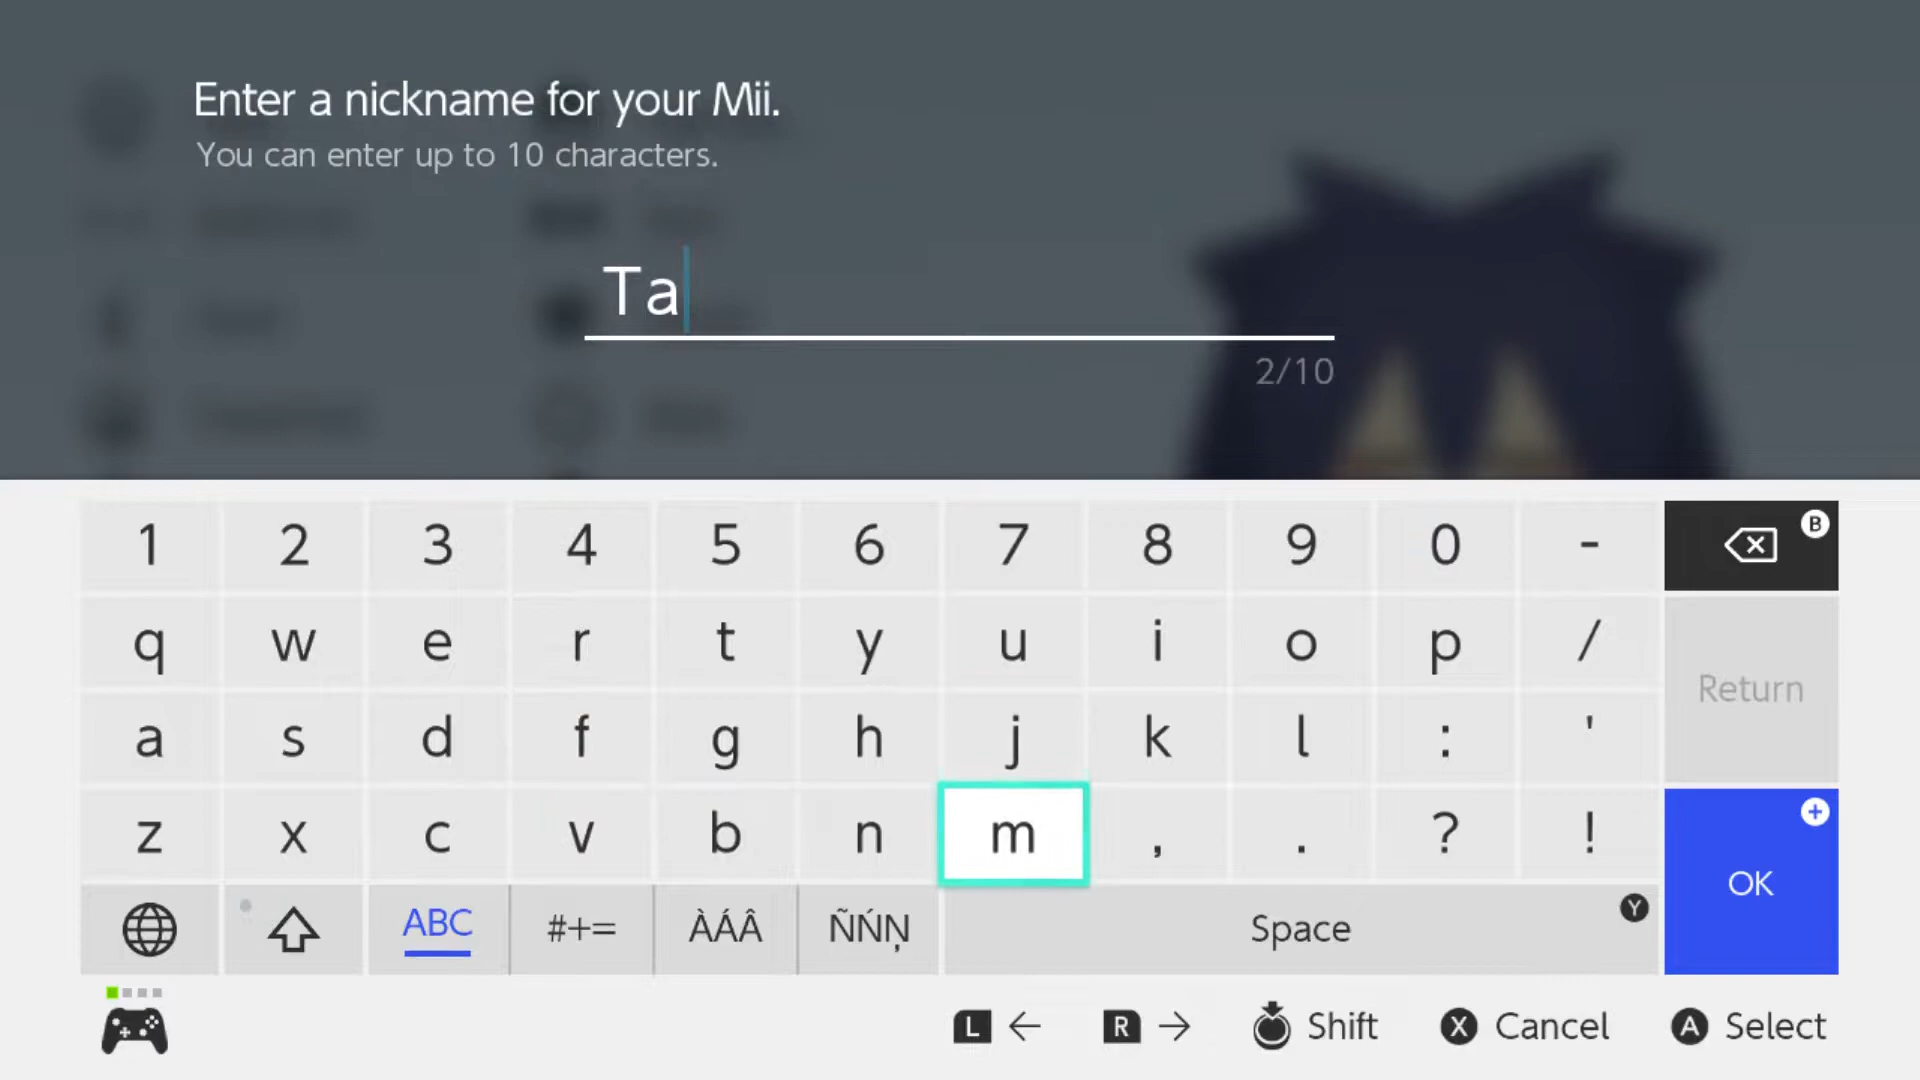 Enter a nickname for your Mii.
You can enter up to 10 characters.
Ta
2/10
1 2 3 4 5 6 7 8 9 0 - B
q w e r t y u i o p /
Return
a s d f g h j k l : '
z x c v b n m , . ? ! +
OK
ABC #+= ÀÁÂ ÑŃŅ Space Y
L ← R → Shift X Cancel A Select